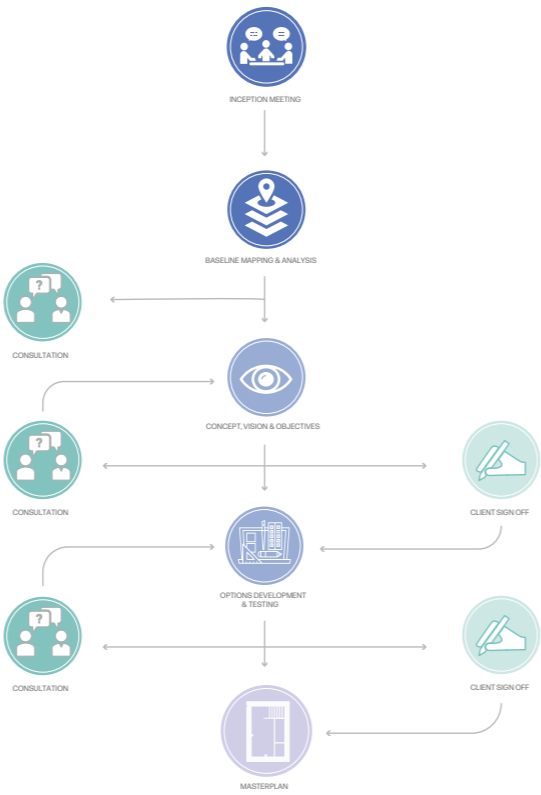 INCEPTION MEETING
BASELINE MAPPING & ANALYSIS
?
CONSULTATION
CONCEPT, VISION & OBJECTIVES
?
CONSULTATION
CLIENT SIGN OFF
OPTIONS DEVELOPMENT
& TESTING
?
CONSULTATION
CLIENT SIGN OFF
MASTERPLAN